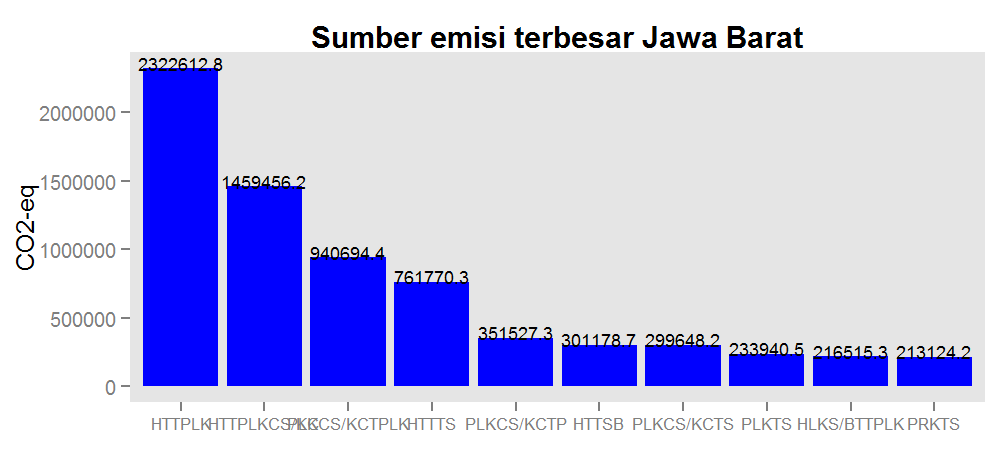 Sumber emisi terbesar Jawa Barat
2322612.8
1459456.2
940694.4
761770.3
351527.3
301178.7
299648.2
233940.5
216515.3
213124.2
2000000
1500000
1000000
500000
0
CO2-eq
HTTPLK
PLKCS/KCTPLK
HTTTS
PLKCS/KCTP
HTTSB
PLKCS/KCTS
PLKTS
HLKS/BTTPLK
PRKTS